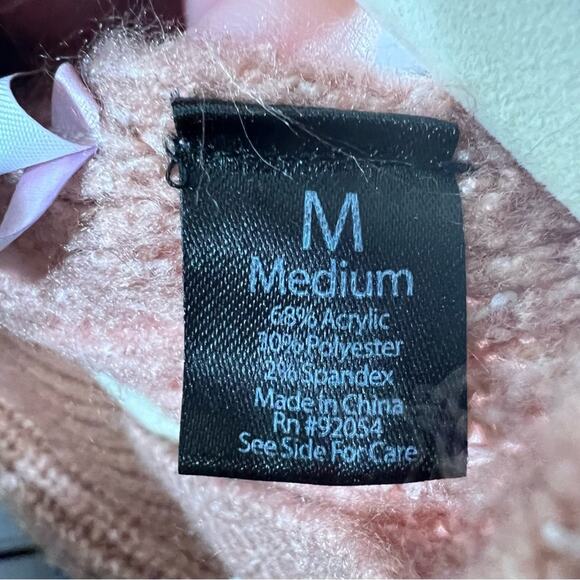 M
Medium
68% Acrylic
30% Polyester
2% Spandex
Made In China
Rn #92054
See Side For Care